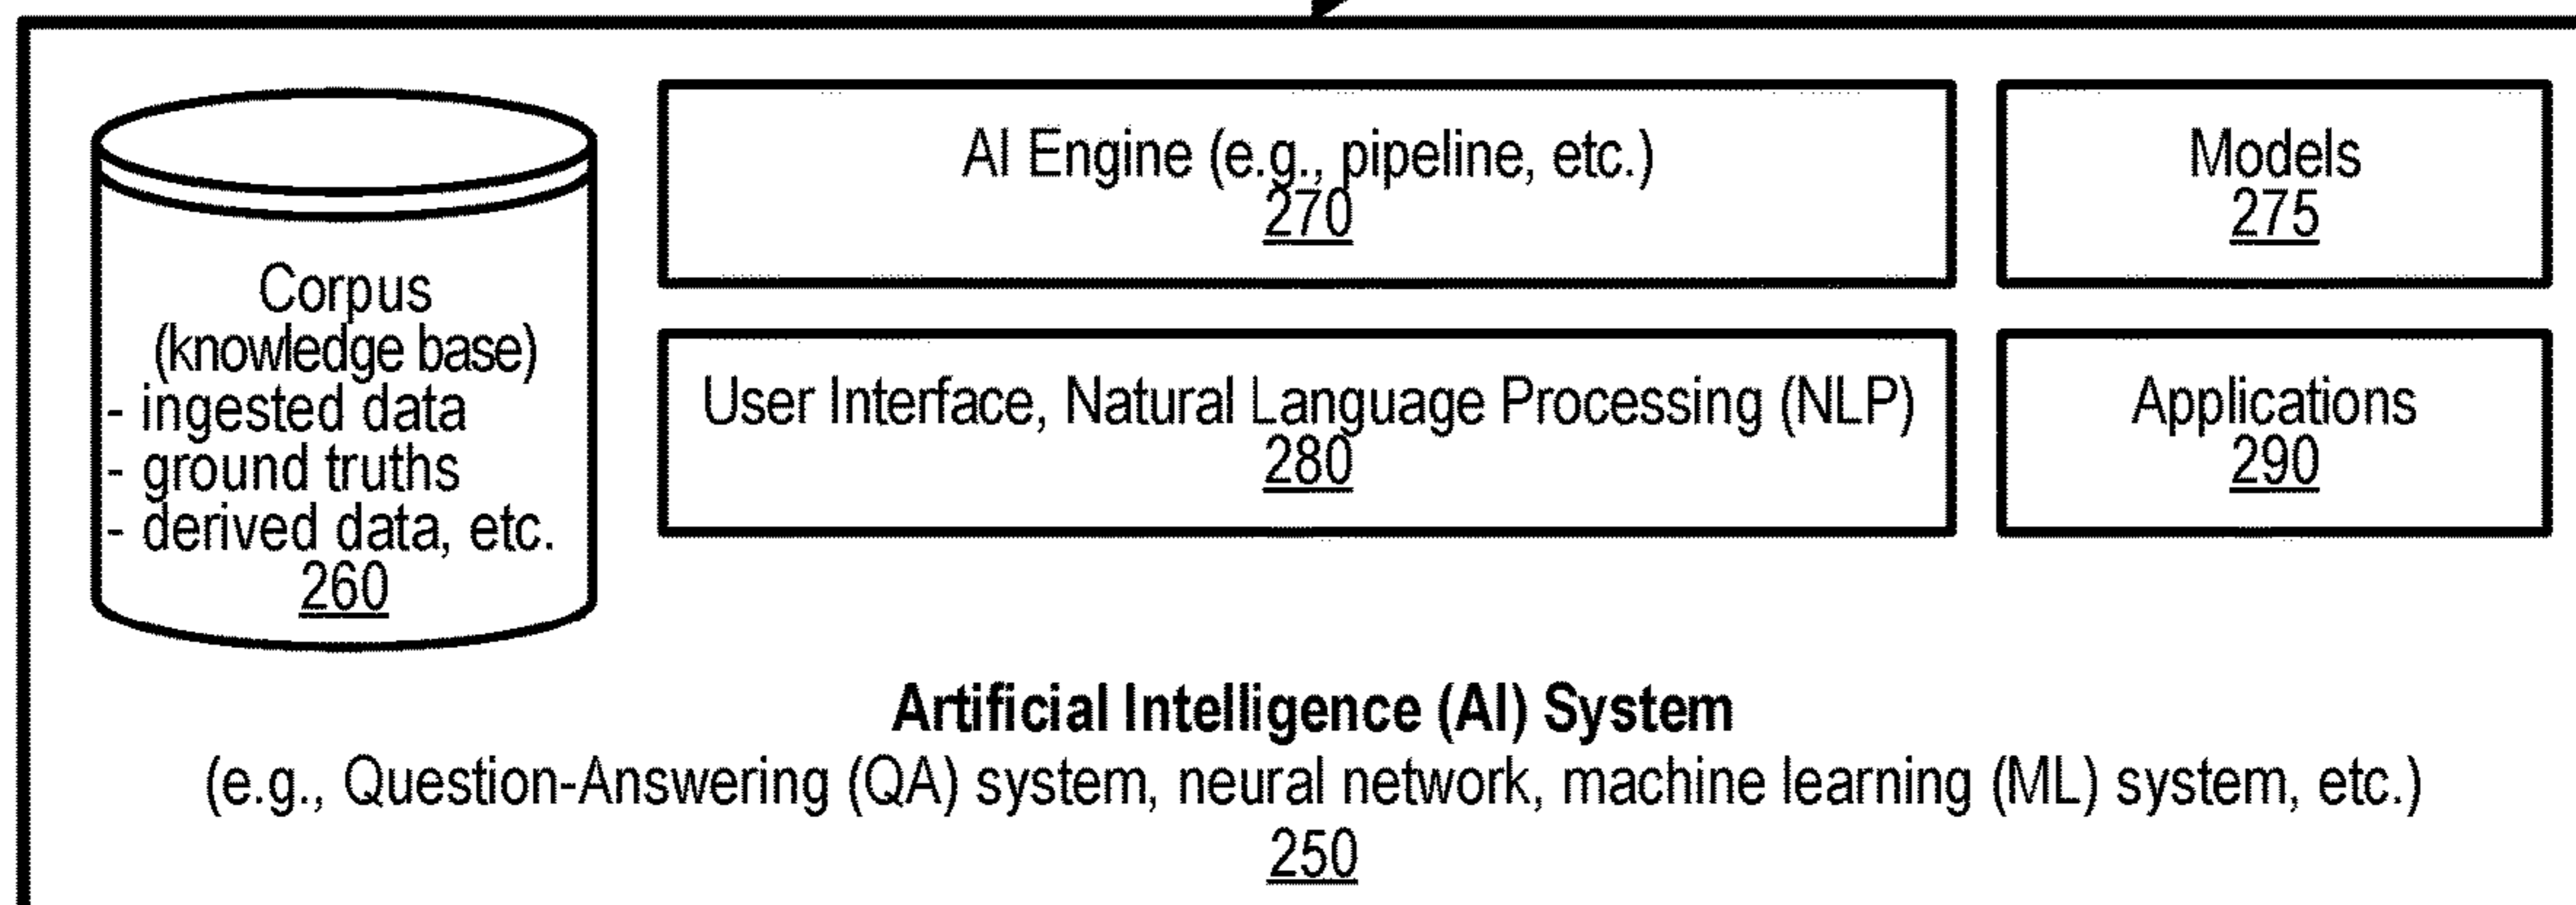 Corpus
(knowledge base)
- ingested data
- ground truths
- derived data, etc.
260
AI Engine (e.g., pipeline, etc.)
270
Models
275
User Interface, Natural Language Processing (NLP)
280
Applications
290
Artificial Intelligence (AI) System
(e.g., Question-Answering (QA) system, neural network, machine learning (ML) system, etc.)
250